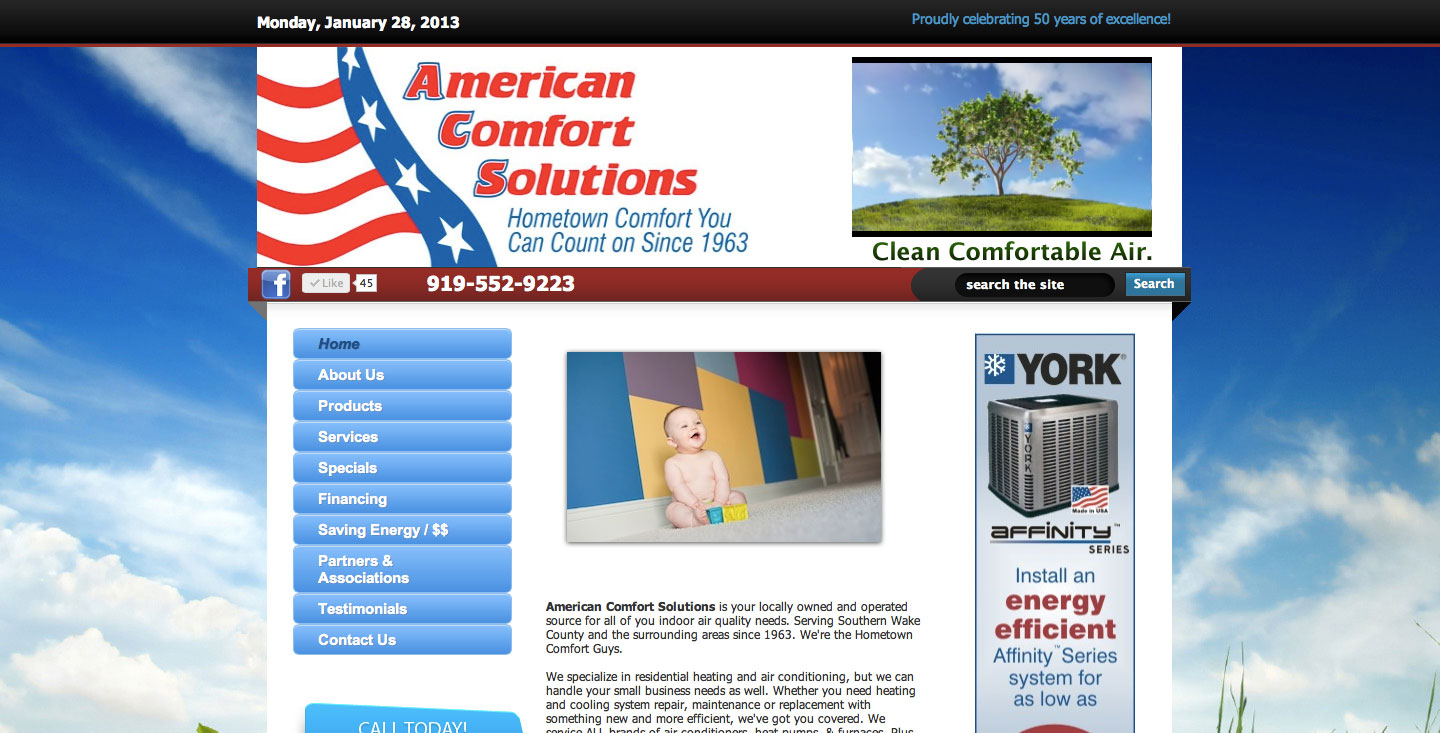 Monday, January 28, 2013
Proudly celebrating 50 years of excellence!
American
Comfort
Solutions
Hometown Comfort You
Can Count on Since 1963
Clean Comfortable Air.
f
Like
45
919-552-9223
search the site
Search
Home
About Us
Products
Services
Specials
Financing
Saving Energy / $$
Partners &
Associations
Testimonials
Contact Us
CALL TODAY!
American Comfort Solutions is your locally owned and operated
source for all of you indoor air quality needs. Serving Southern Wake
County and the surrounding areas since 1963. We're the Hometown
Comfort Guys.
We specialize in residential heating and air conditioning, but we can
handle your small business needs as well. Whether you need heating
and cooling system repair, maintenance or replacement with
something new and more efficient, we've got you covered. We
service ALL brands of air conditioners, heat pumps, & furnaces. Plus
YORK®
YORK
Made in USA
AFFINITY™
SERIES
Install an
energy
efficient
Affinity™ Series
system for
as low as